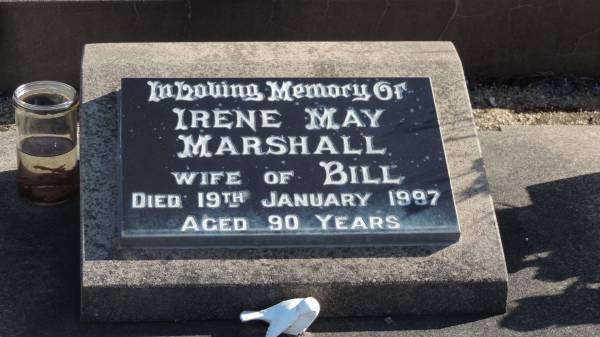 In Loving Memory Of
Irene May
Marshall
wife of Bill
Died 19th January 1997
Aged 90 Years